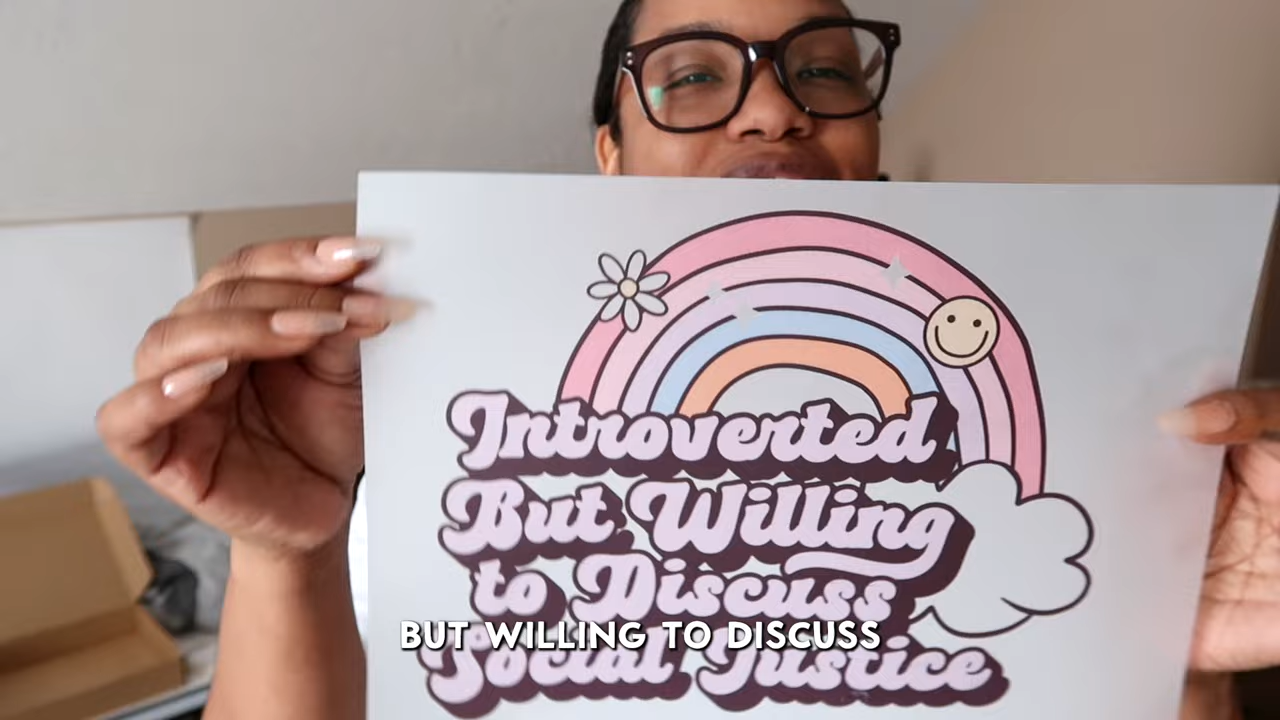 Introverted
But Willing
to Discuss
BUT WILLING TO DISCUSS
Social Justice